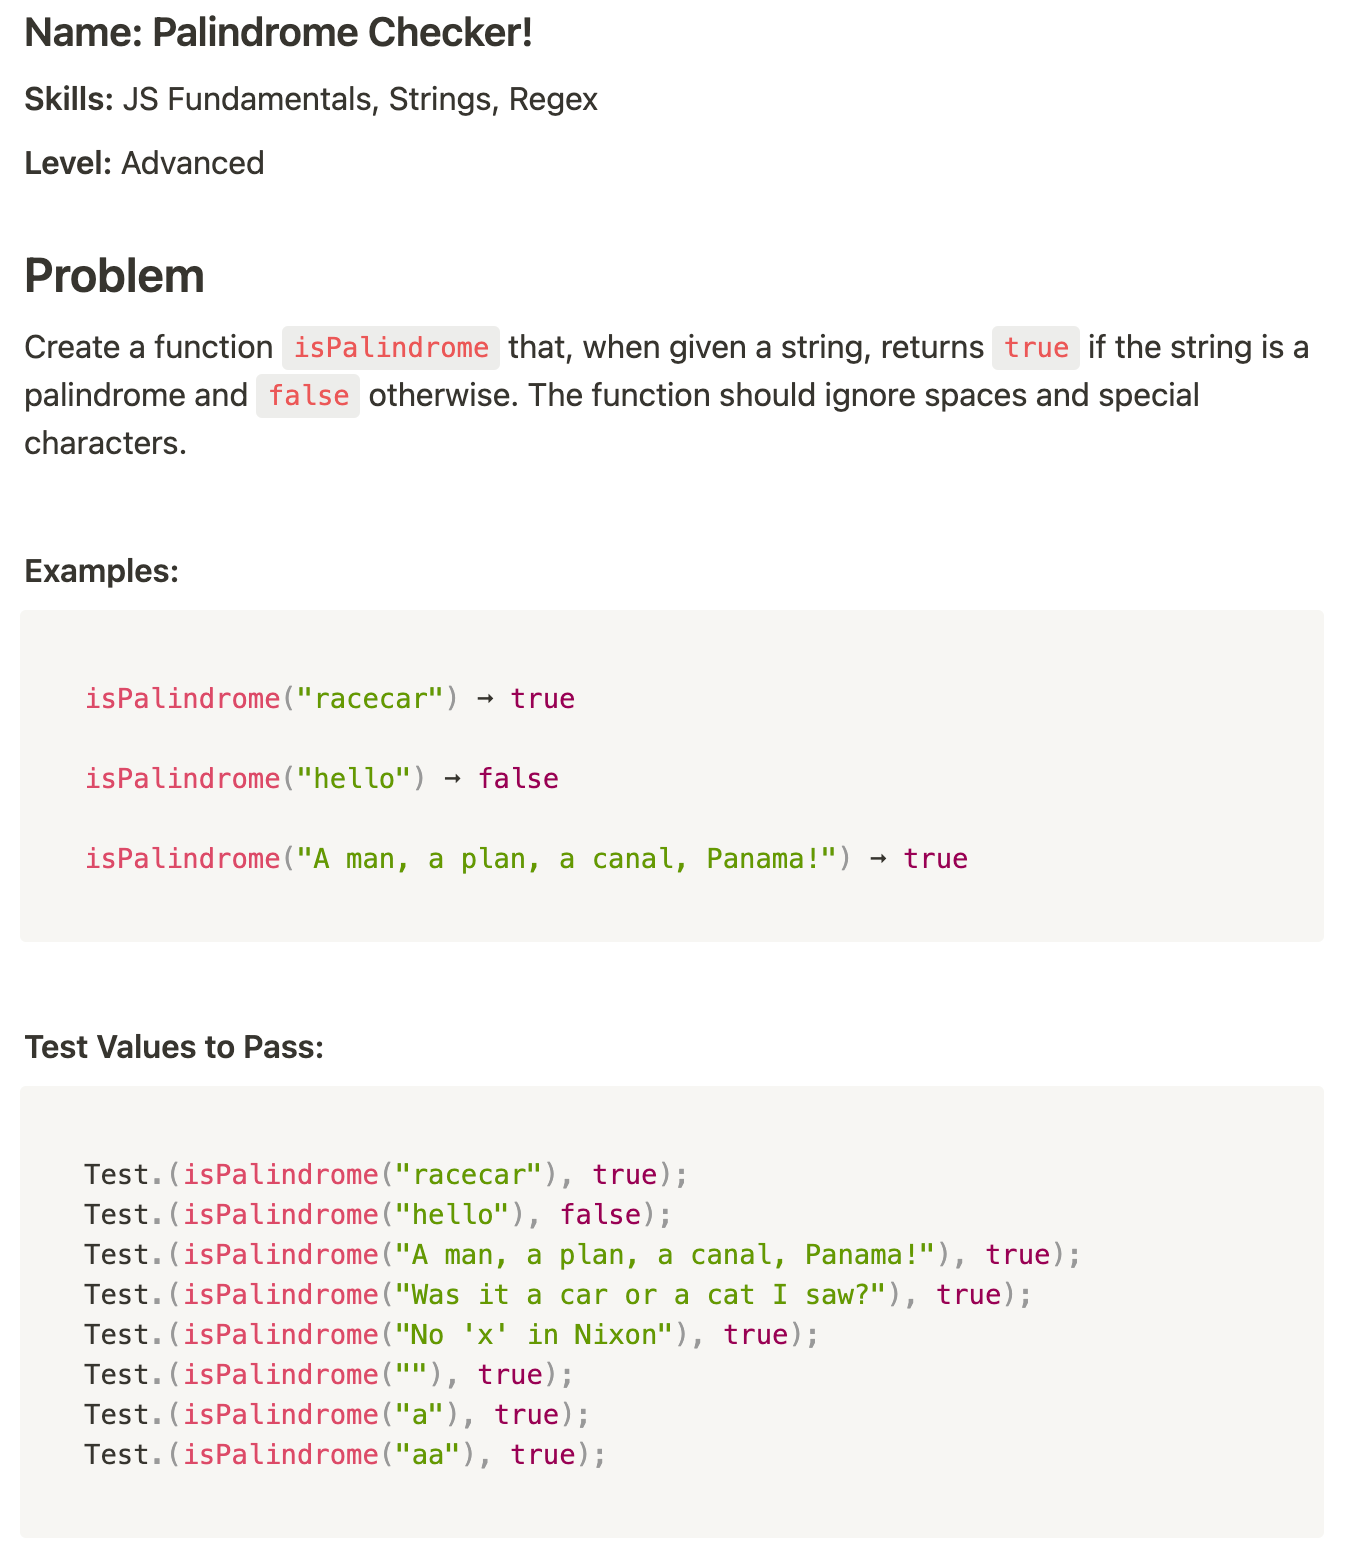 Name: Palindrome Checker!
Skills: JS Fundamentals, Strings, Regex
Level: Advanced
Problem
Create a function isPalindrome that, when given a string, returns true if the string is a
palindrome and false otherwise. The function should ignore spaces and special
characters.
Examples:
isPalindrome("racecar") → true
isPalindrome("hello") → false
isPalindrome("A man, a plan, a canal, Panama!") → true
Test Values to Pass:
Test.(isPalindrome("racecar"), true);
Test.(isPalindrome("hello"), false);
Test.(isPalindrome("A man, a plan, a canal, Panama!"), true);
Test.(isPalindrome("Was it a car or a cat I saw?"), true);
Test.(isPalindrome("No 'x' in Nixon"), true);
Test.(isPalindrome(""), true);
Test.(isPalindrome("a"), true);
Test.(isPalindrome("aa"), true);